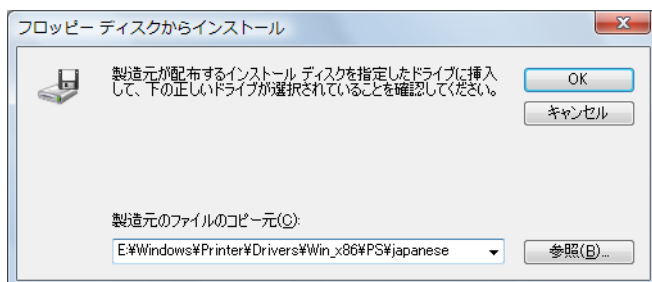 フロッピー ディスクからインストール
製造元が配布するインストール ディスクを指定したドライブに挿入
して、下の正しいドライブが選択されていることを確認してください。
OK
キャンセル
製造元のファイルのコピー元(C):
E:¥Windows¥Printer¥Drivers¥Win_x86¥PS¥japanese
参照(B)...